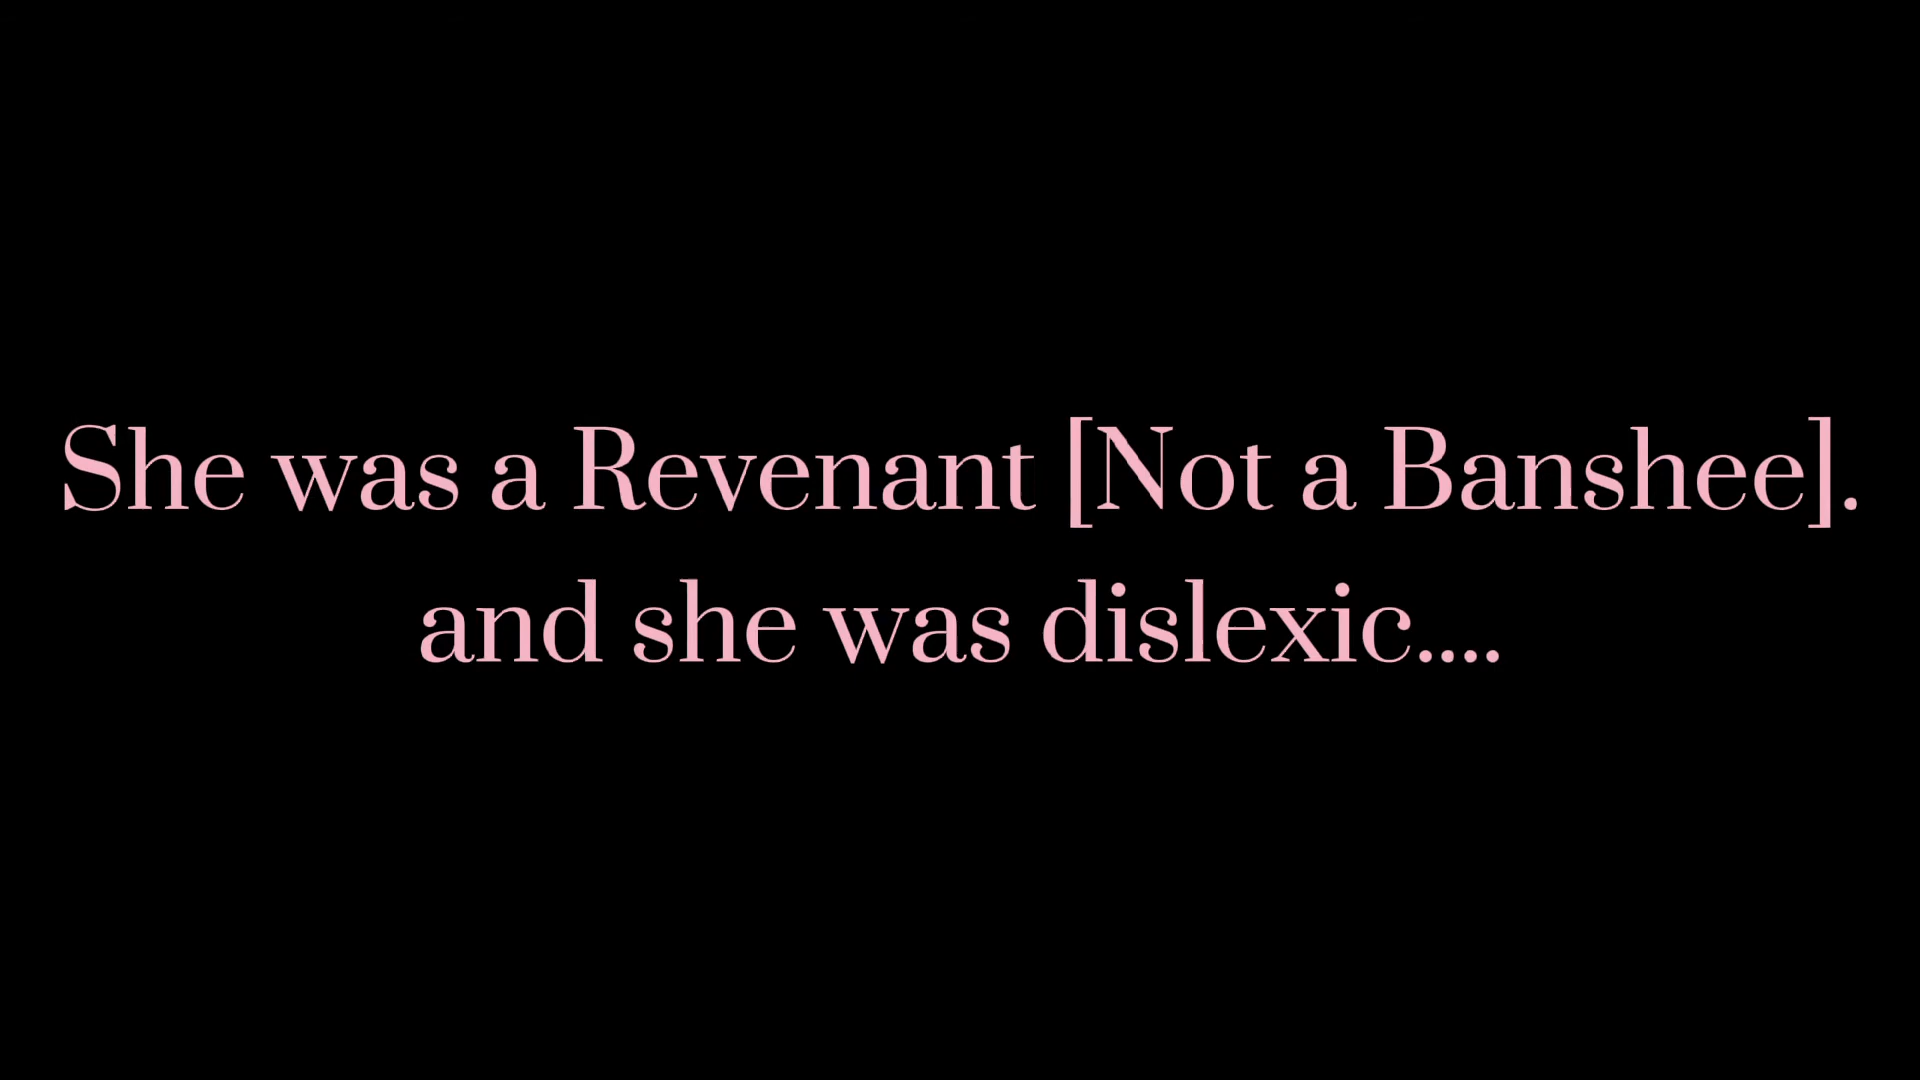 She was a Revenant [Not a Banshee].
and she was dislexic....